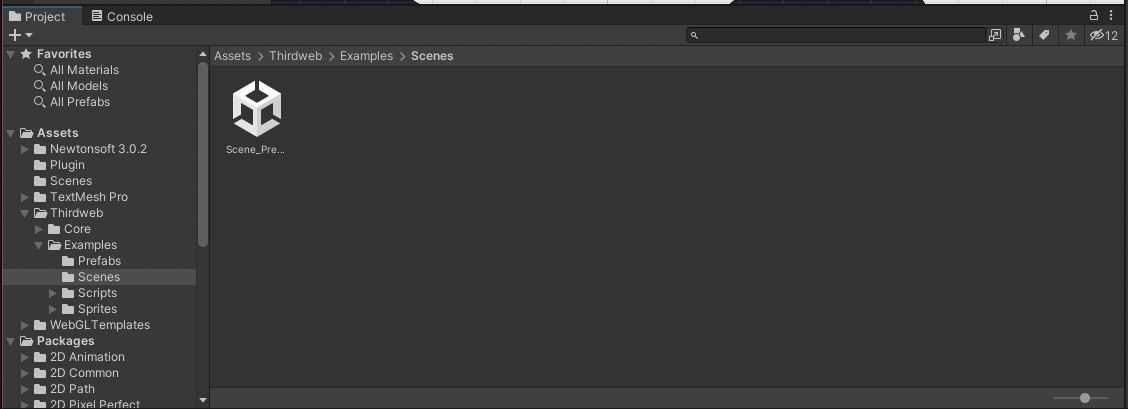 Project
Console
12
Favorites
All Materials
All Models
All Prefabs
Assets
Newtonsoft 3.0.2
Plugin
Scenes
TextMesh Pro
Thirdweb
Core
Examples
Prefabs
Scenes
Scripts
Sprites
WebGLTemplates
Packages
2D Animation
2D Common
2D Path
2D Pixel Perfect
Assets > Thirdweb > Examples > Scenes
Scene_Pre...